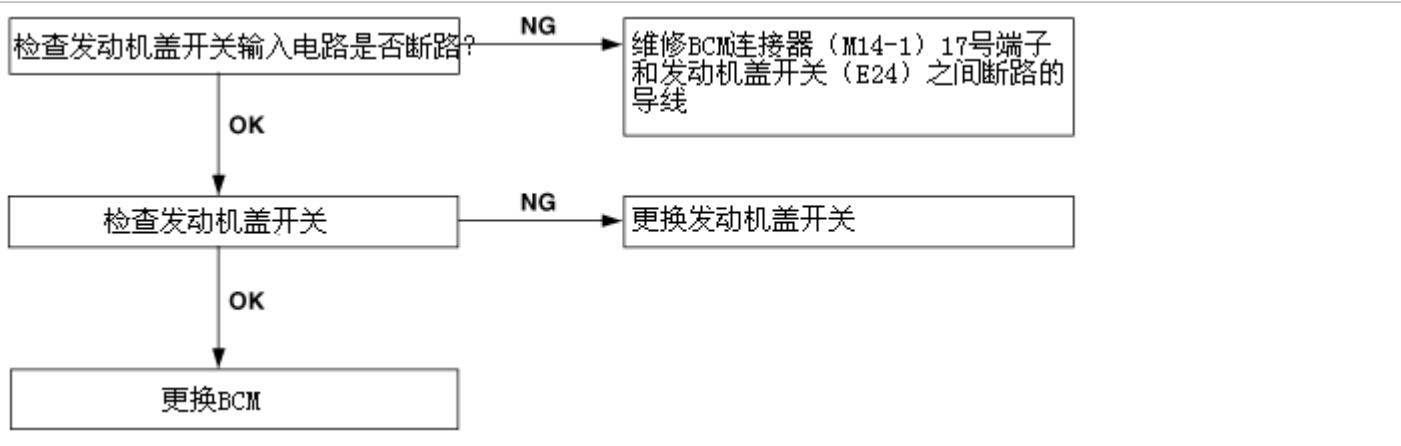 检查发动机盖开关输入电路是否断路?
NG
维修BCM连接器（M14-1）17号端子
和发动机盖开关（E24）之间断路的
导线
OK
检查发动机盖开关
NG
更换发动机盖开关
OK
更换BCM